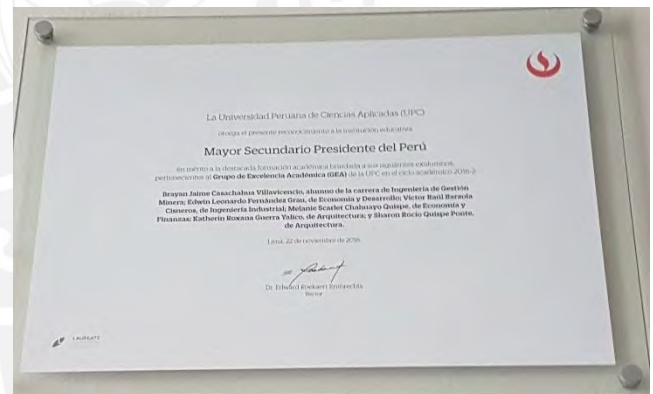 La Universidad Peruana de Ciencias Aplicadas (UPC)
otorga el presente reconocimiento a la institución educativa
Mayor Secundario Presidente del Perú
en mérito a la destacada formación académica brindada a sus siguientes exalumnos,
pertenecientes al Grupo de Excelencia Académica (GEA) de la UPC en el ciclo académico 2016-2:
Brayan Jaime Casachahua Villavicencio, alumno de la carrera de Ingeniería de Gestión
Minera; Edwin Leonardo Fernández Grau, de Economía y Desarrollo; Victor Raúl Barzola
Cisneros, de Ingeniería Industrial; Melanie Scarlet Chahuayo Quispe, de Economía y
Finanzas; Katherin Roxana Guerra Yalico, de Arquitectura; y Sharon Rocio Quispe Ponte,
de Arquitectura.
Lima, 22 de noviembre de 2016
Dr. Edward Roekaert Embrechts
Rector
LAUREATE